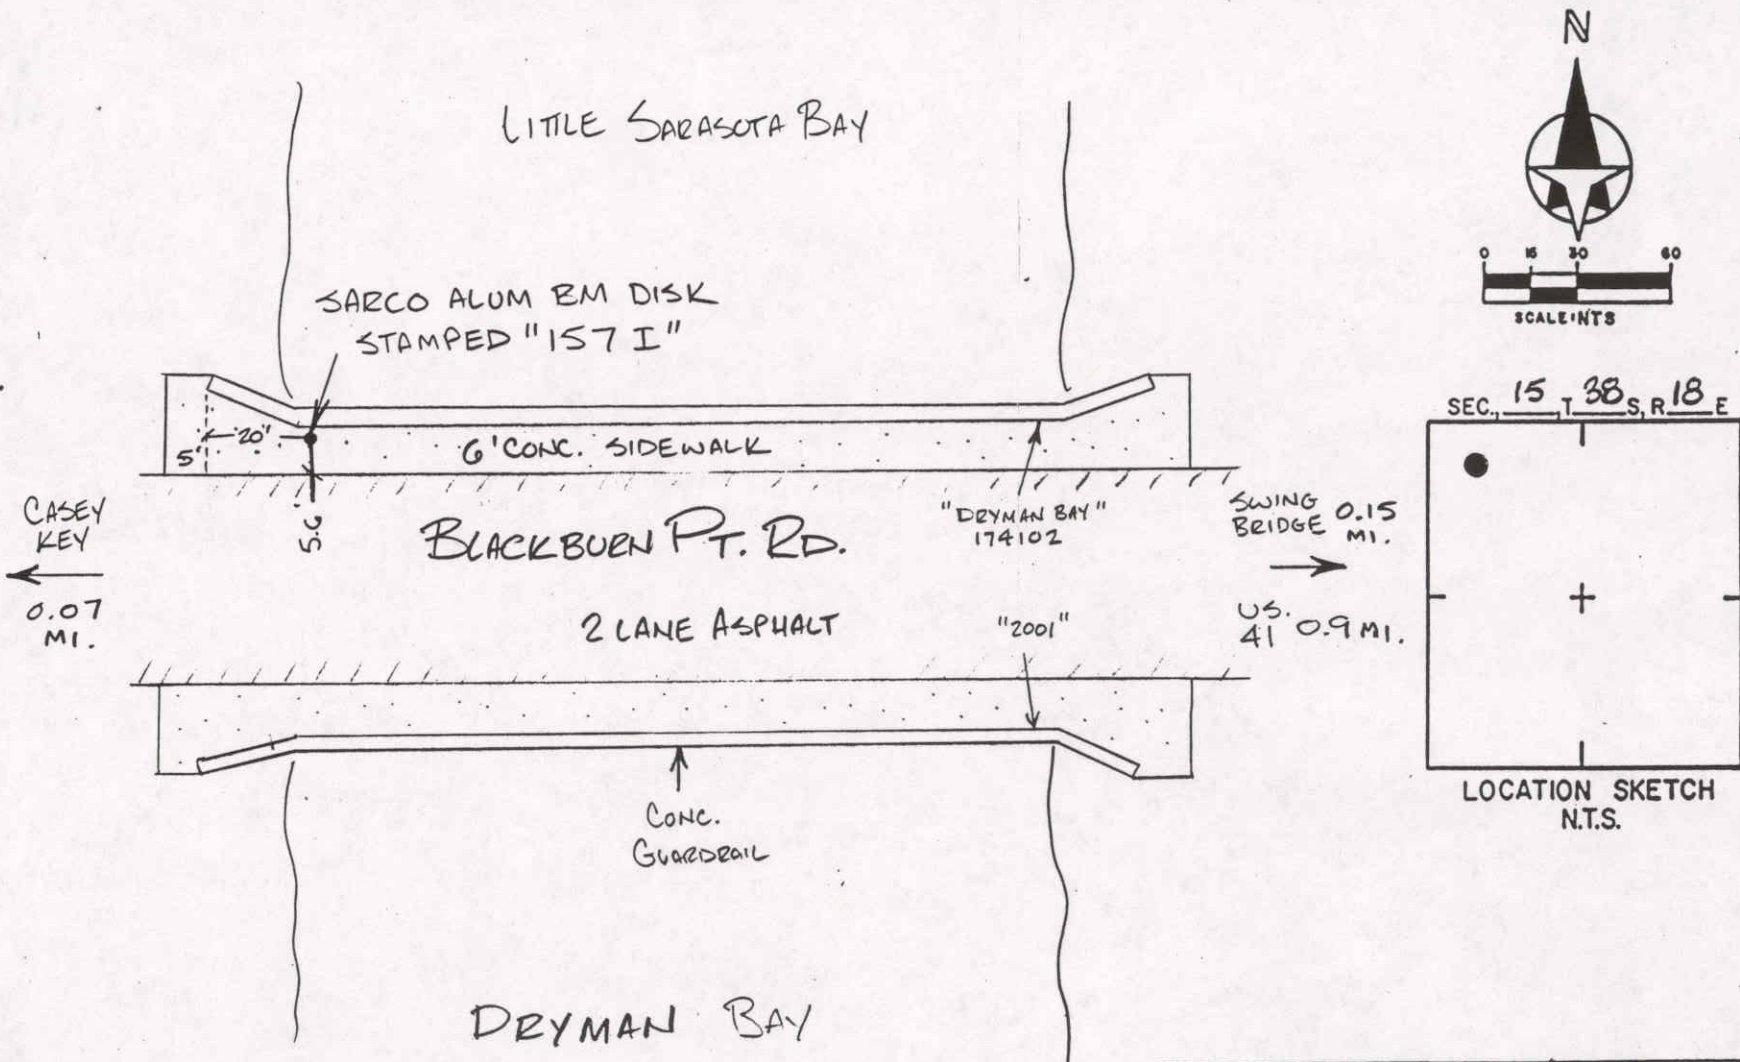 N
LITTLE SARASOTA BAY
0 15 30 60
SCALE: NTS
SARCO ALUM BM DISK
STAMPED "157 I"
SEC., 15 T 38 S, R 18 E
5' 20"
6' CONC. SIDEWALK
5.6'
CASEY
KEY
0.07
MI.
BLACKBURN PT. RD.
"DRYMAN BAY"
174102
SWING
BRIDGE 0.15
MI.
2 LANE ASPHALT
"2001"
US.
41 0.9 MI.
CONC.
GUARDRAIL
LOCATION SKETCH
N.T.S.
DRYMAN BAY